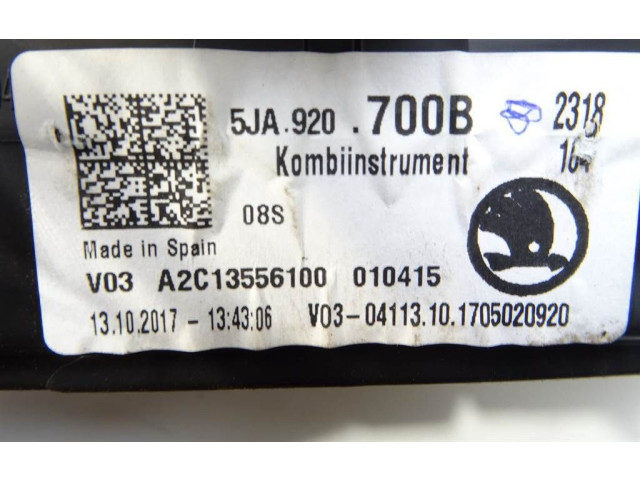 5JA.920 .700B 2318
Kombiinstrument
08S
Made in Spain
V03 A2C13556100 010415
13.10.2017 - 13:43:06 V03-04113.10.1705020920